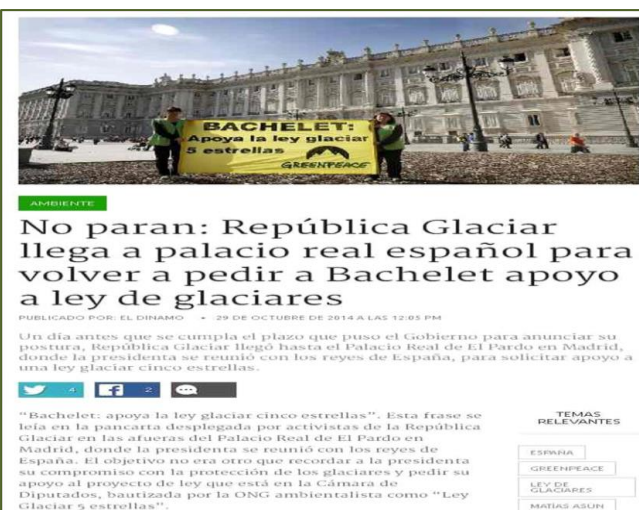 BACHELET:
Apoya la ley glaciar
5 estrellas
GREENPEACE
AMBIENTE
No paran: República Glaciar
llega a palacio real español para
volver a pedir a Bachelet apoyo
a ley de glaciares
PUBLICADO POR: EL DINAMO • 29 DE OCTUBRE DE 2014 A LAS 12:05 PM
Un día antes que se cumpla el plazo que puso el Gobierno para anunciar su
postura, República Glaciar llegó hasta el Palacio Real de El Pardo en Madrid,
donde la presidenta se reunió con los reyes de España, para solicitar apoyo a
una ley glaciar cinco estrellas.
4 2
"Bachelet: apoya la ley glaciar cinco estrellas". Esta frase se
leía en la pancarta desplegada por activistas de la República
Glaciar en las afueras del Palacio Real de El Pardo en
Madrid, donde la presidenta se reunió con los reyes de
España. El objetivo no era otro que recordar a la presidenta
su compromiso con la protección de los glaciares y pedir su
apoyo al proyecto de ley que está en la Cámara de
Diputados, bautizada por la ONG ambientalista como "Ley
Glaciar 5 estrellas".
TEMAS
RELEVANTES
ESPAÑA
GREENPEACE
LEY DE
GLACIARES
MATÍAS ASUN